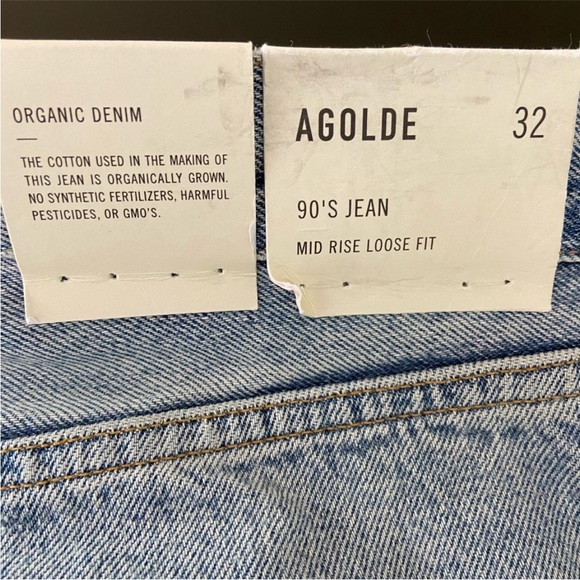 ORGANIC DENIM
THE COTTON USED IN THE MAKING OF
THIS JEAN IS ORGANICALLY GROWN.
NO SYNTHETIC FERTILIZERS, HARMFUL
PESTICIDES, OR GMO'S.
AGOLDE 32
90'S JEAN
MID RISE LOOSE FIT